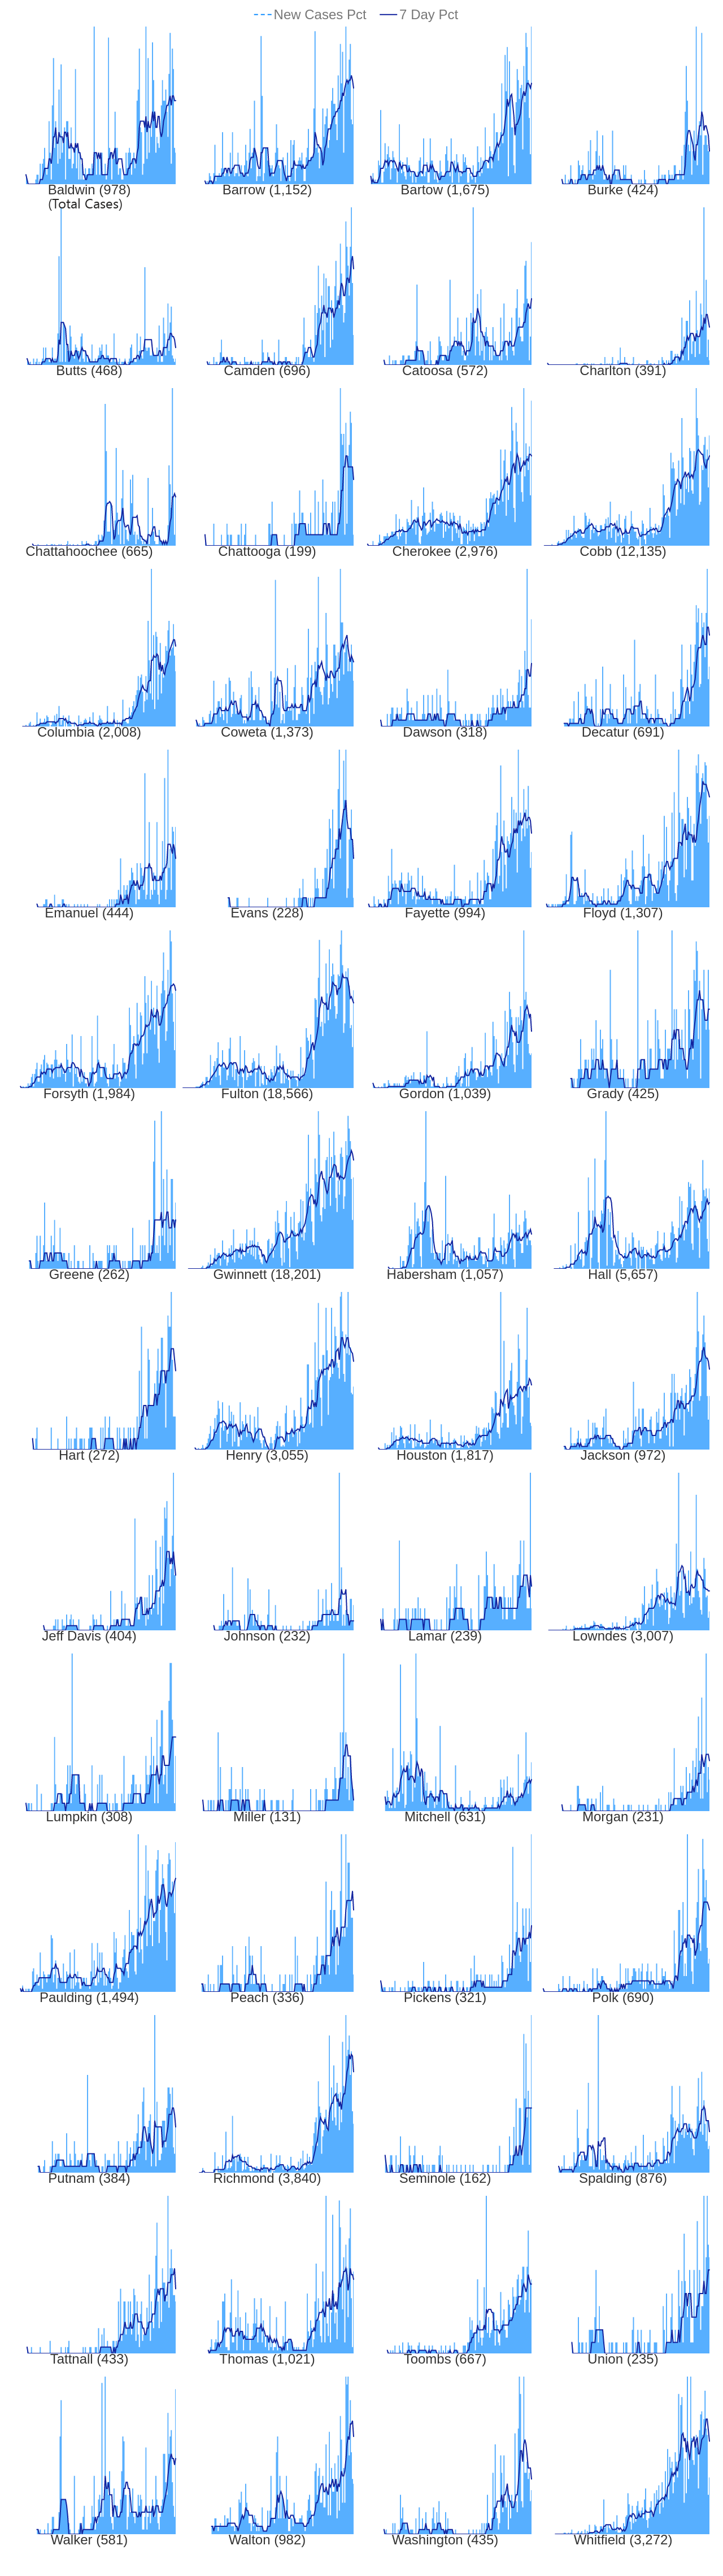 New Cases Pct 7 Day Pct
Baldwin (978) Barrow (1,152) Bartow (1,675) Burke (424)
(Total Cases)
Butts (468) Camden (696) Catoosa (572) Charlton (391)
Chattahoochee (665) Chattooga (199) Cherokee (2,976) Cobb (12,135)
Columbia (2,008) Coweta (1,373) Dawson (318) Decatur (691)
Emanuel (444) Evans (228) Fayette (994) Floyd (1,307)
Forsyth (1,984) Fulton (18,566) Gordon (1,039) Grady (425)
Greene (262) Gwinnett (18,201) Habersham (1,057) Hall (5,657)
Hart (272) Henry (3,055) Houston (1,817) Jackson (972)
Jeff Davis (404) Johnson (232) Lamar (239) Lowndes (3,007)
Lumpkin (308) Miller (131) Mitchell (631) Morgan (231)
Paulding (1,494) Peach (336) Pickens (321) Polk (690)
Putnam (384) Richmond (3,840) Seminole (162) Spalding (876)
Tattnall (433) Thomas (1,021) Toombs (667) Union (235)
Walker (581) Walton (982) Washington (435) Whitfield (3,272)